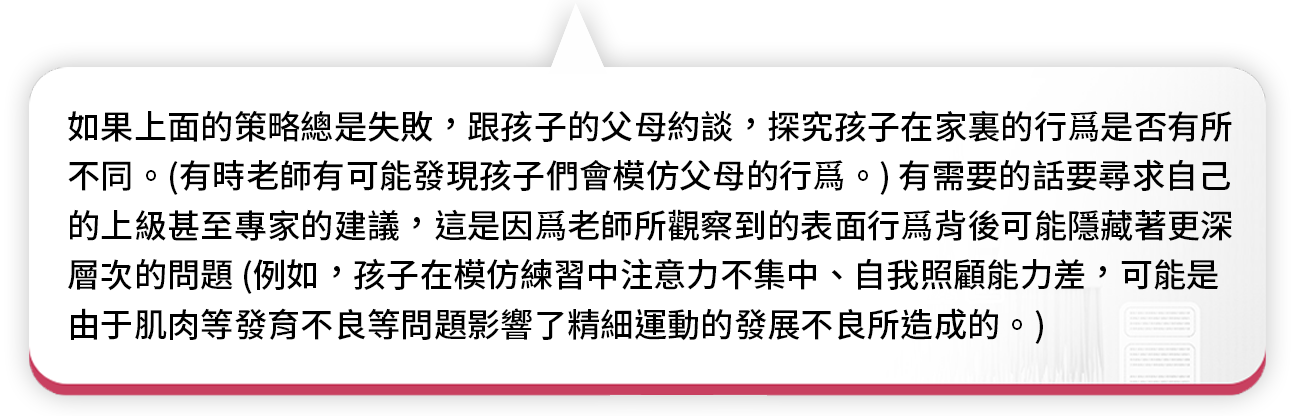 如果上面的策略總是失敗，跟孩子的父母約談，探究孩子在家裏的行爲是否有所
不同。(有時老師有可能發現孩子們會模仿父母的行爲。) 有需要的話要尋求自己
的上級甚至專家的建議，這是因爲老師所觀察到的表面行爲背後可能隱藏著更深
層次的問題 (例如，孩子在模仿練習中注意力不集中、自我照顧能力差，可能是
由于肌肉等發育不良等問題影響了精細運動的發展不良所造成的。)